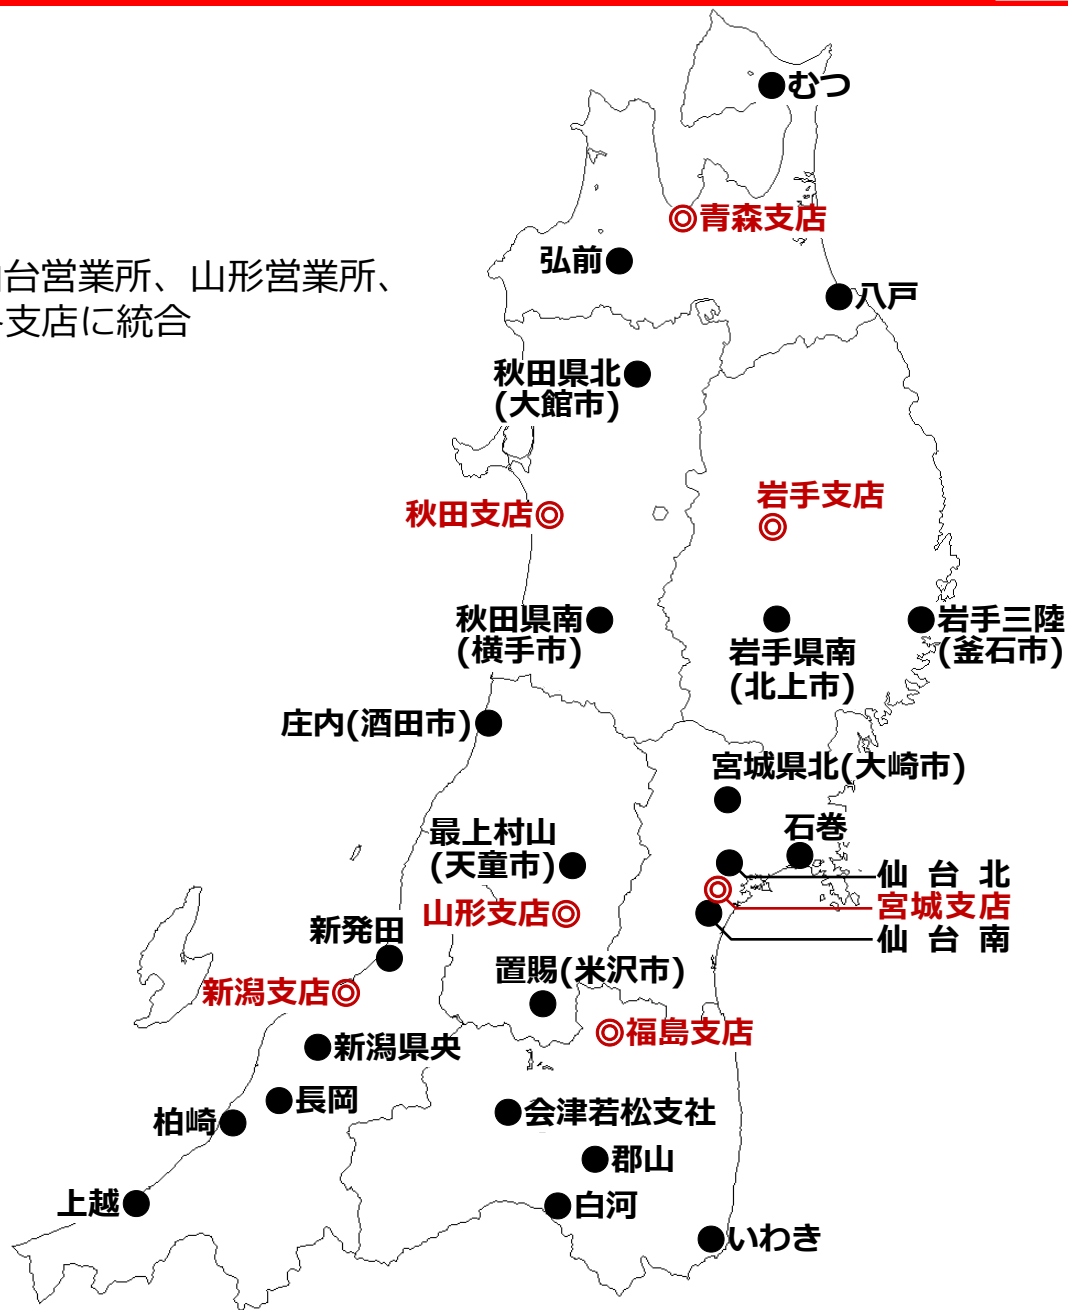 むつ
◎青森支店
弘前
八戸
台営業所、山形営業所、
支店に統合
秋田県北
(大館市)
岩手支店
秋田支店◎
秋田県南
(横手市)
岩手三陸
(釜石市)
岩手県南
(北上市)
庄内(酒田市)
宮城県北(大崎市)
石巻
最上村山
(天童市)
仙台北
宮城支店
仙台南
山形支店◎
新発田
置賜(米沢市)
新潟支店◎
◎福島支店
新潟県央
長岡
会津若松支社
柏崎
郡山
上越
白河
いわき